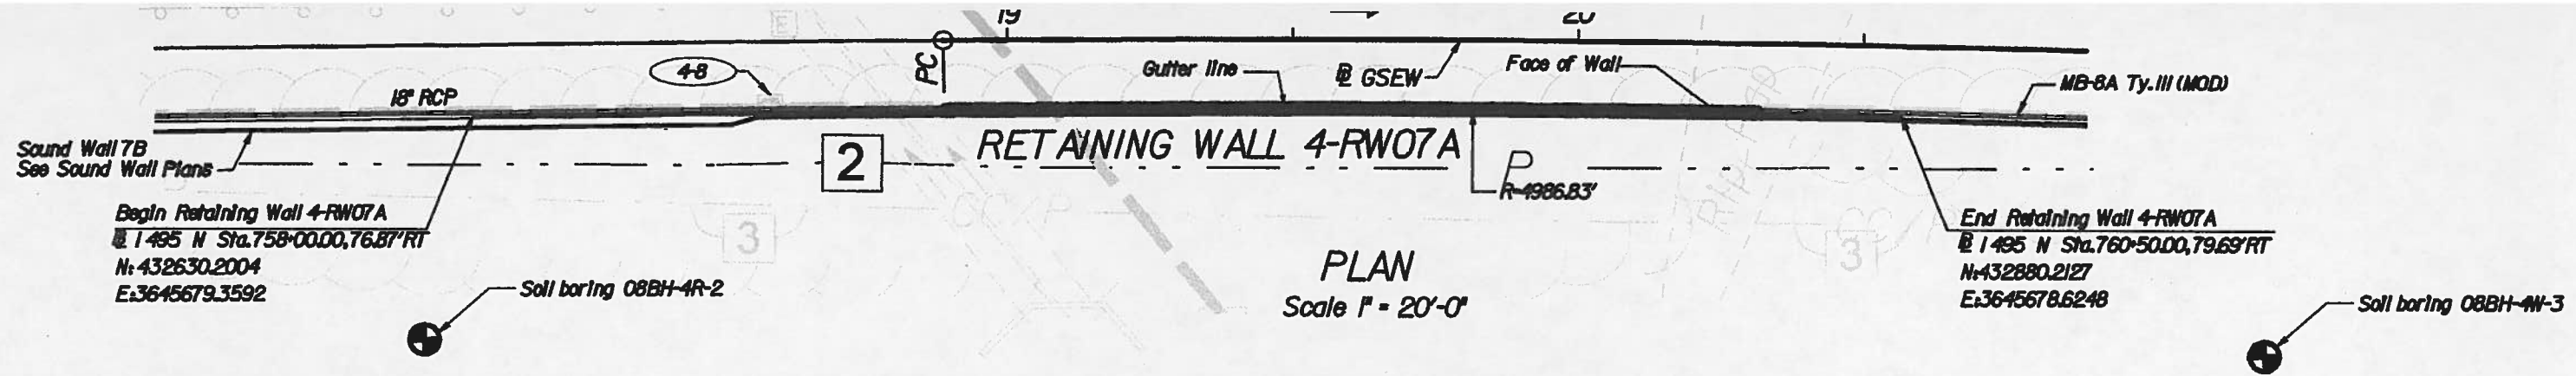 19
20
E
PC
4-8
Gutter line
℄ GSEW
Face of Wall
18" RCP
MB-8A Ty.III (MOD)
Sound Wall 7B
See Sound Wall Plans
2
RETAINING WALL 4-RW07A
R=4986.83'
Rip Rap
Begin Retaining Wall 4-RW07A
℄ I 495 N Sta.758+00.00,76.87'RT
N:432630.2004
E:3645679.3592
3
3
End Retaining Wall 4-RW07A
℄ I 495 N Sta.760+50.00,79.69'RT
N:432880.2127
E:3645678.6248
PLAN
Scale 1" = 20'-0"
Soil boring 08BH-4R-2
Soil boring 08BH-4W-3